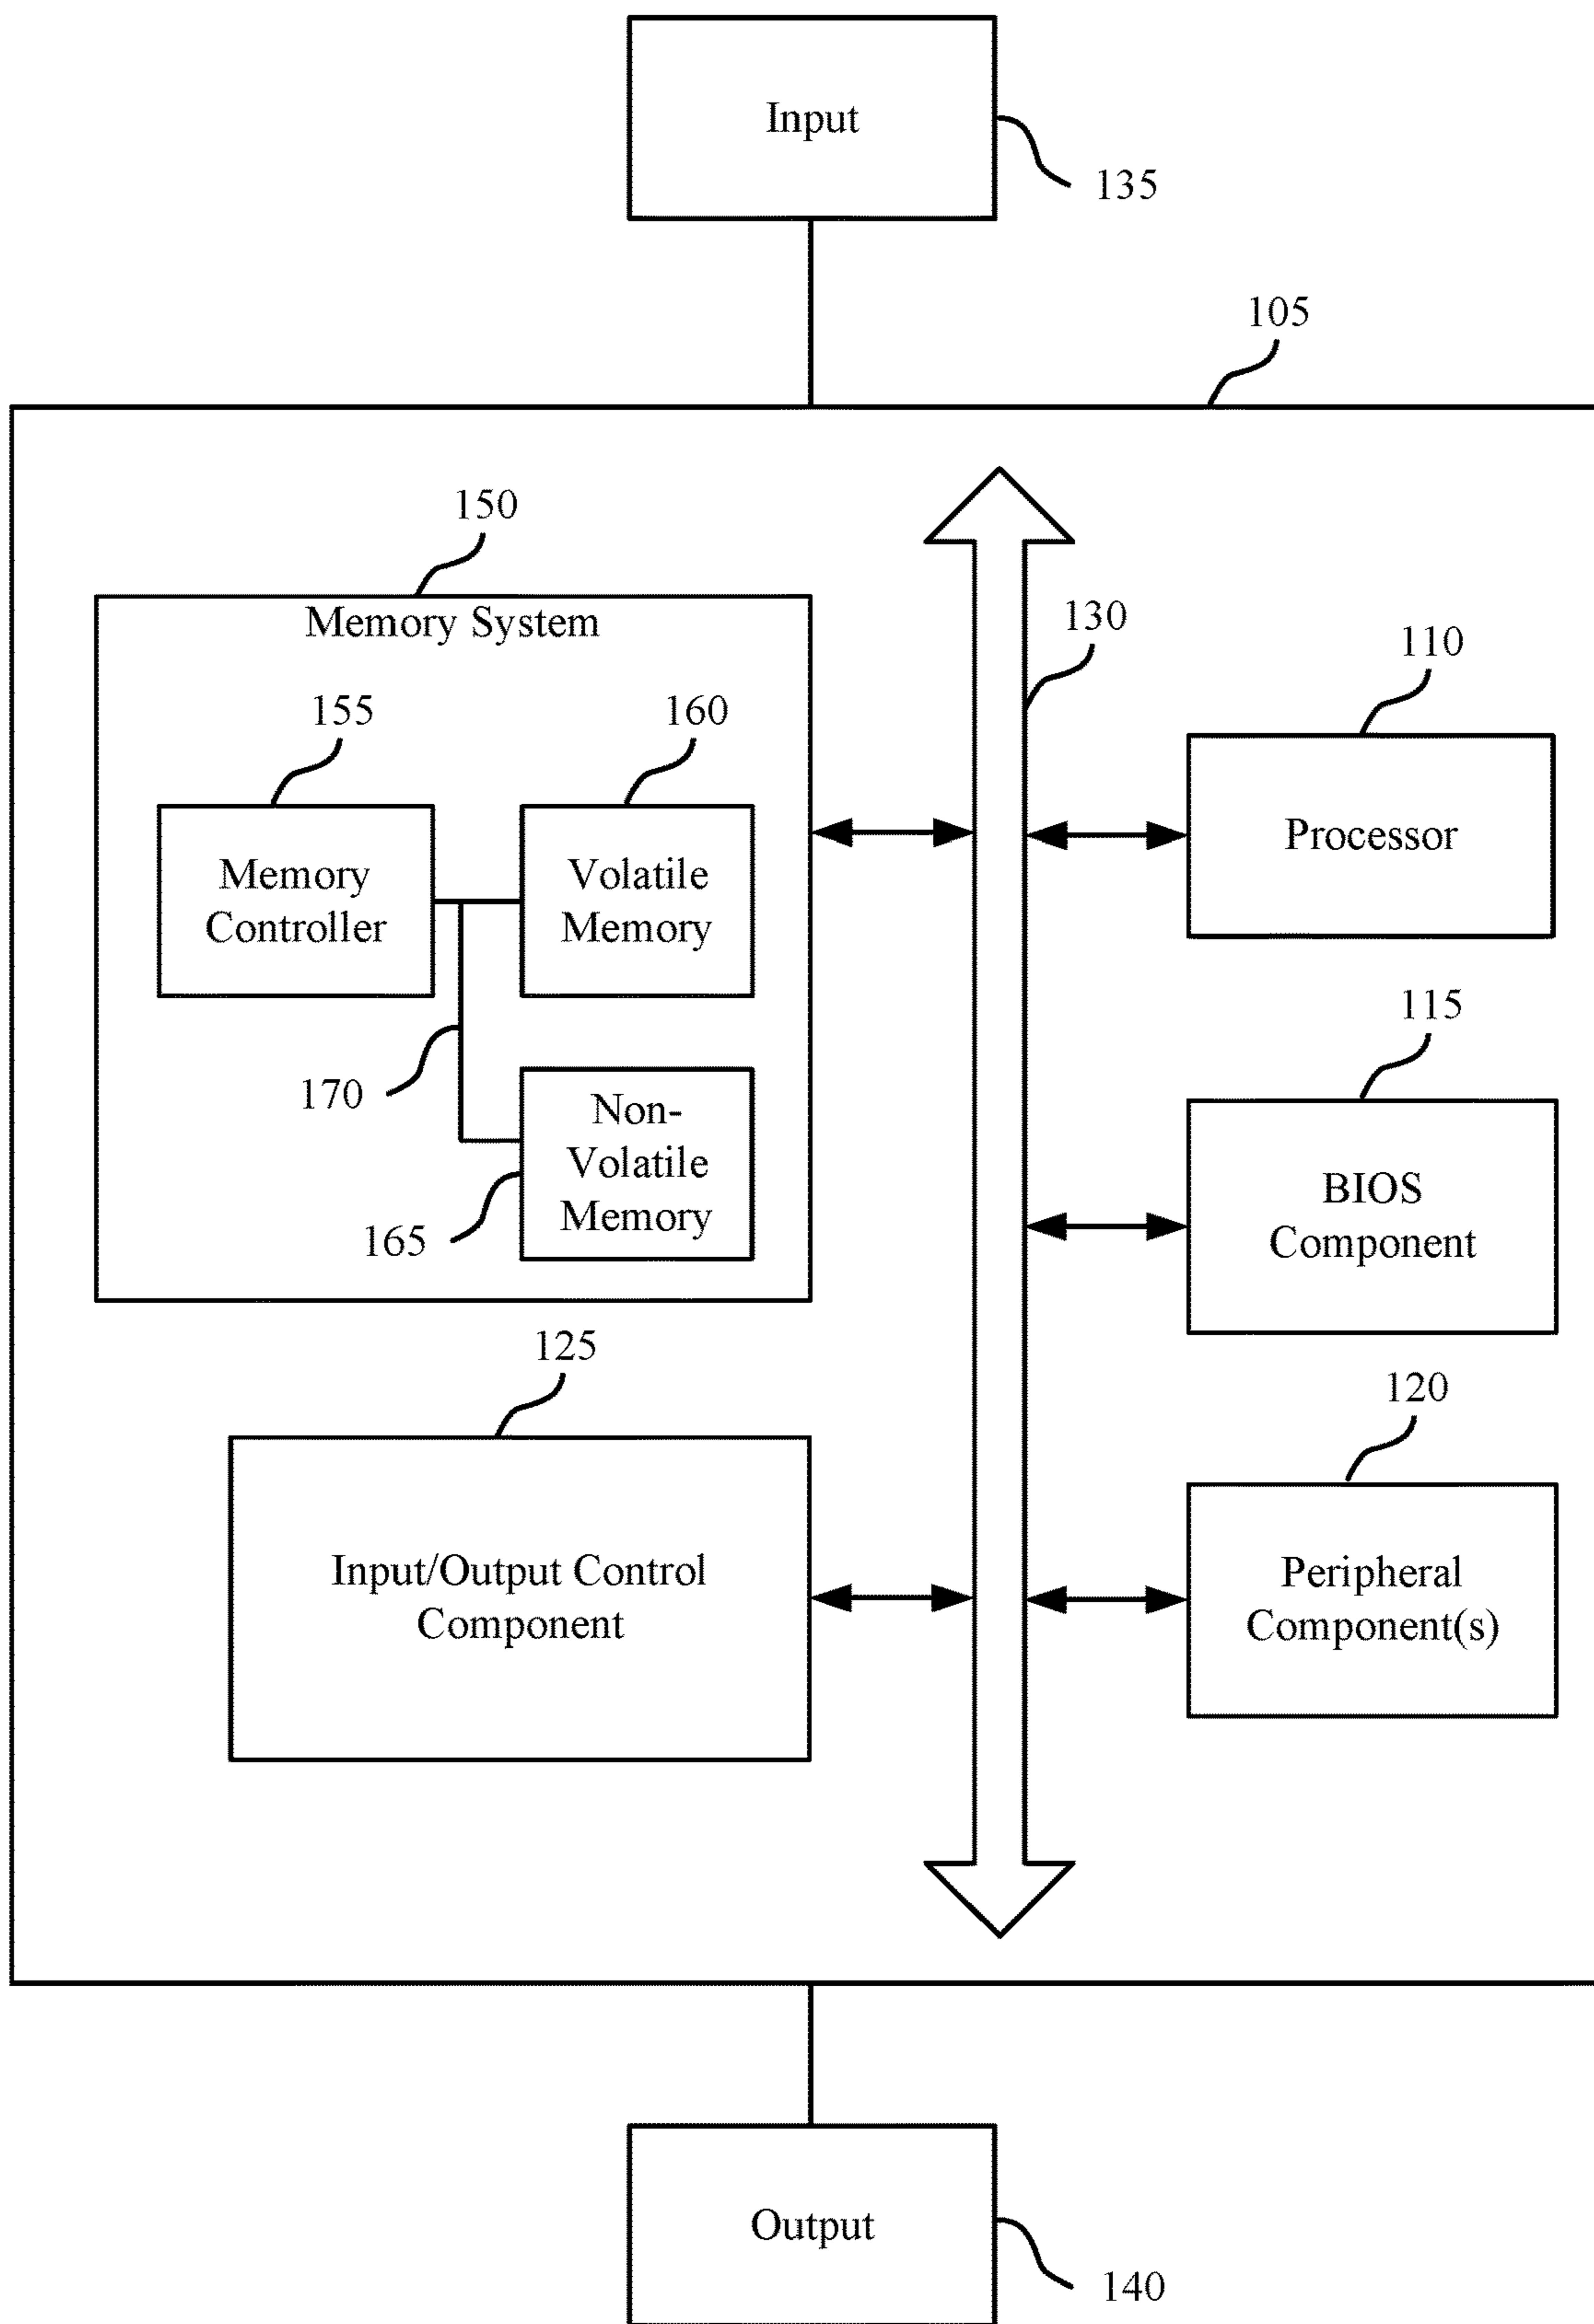 Input
135
105
150
Memory System
130
110
155
160
Processor
Memory
Controller
Volatile
Memory
170
115
Non-
Volatile
Memory
165
BIOS
Component
125
120
Input/Output Control
Component
Peripheral
Component(s)
Output
140